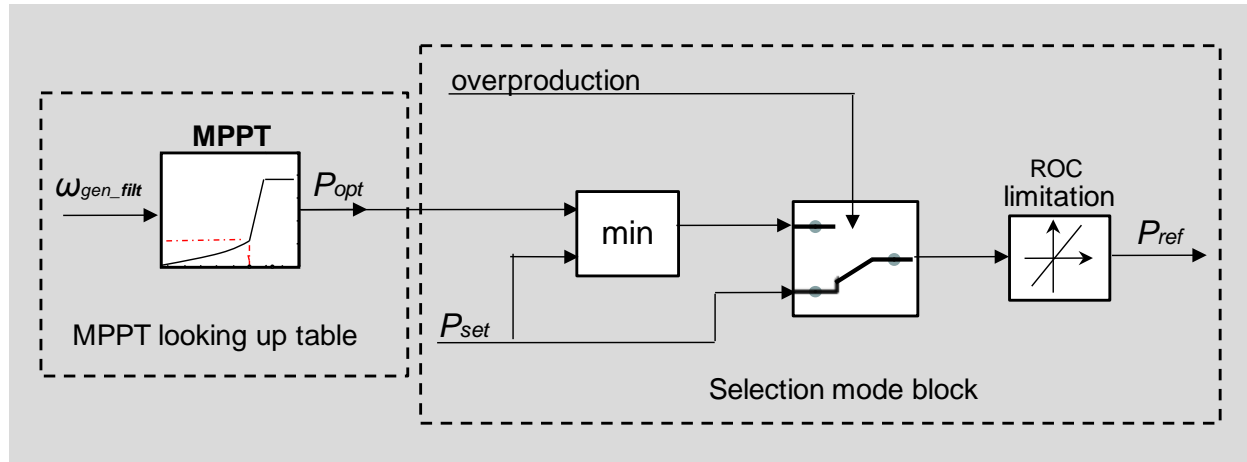 overproduction
MPPT
ROC
limitation
ωgen_filt
Popt
min
Pref
Pset
MPPT looking up table
Selection mode block